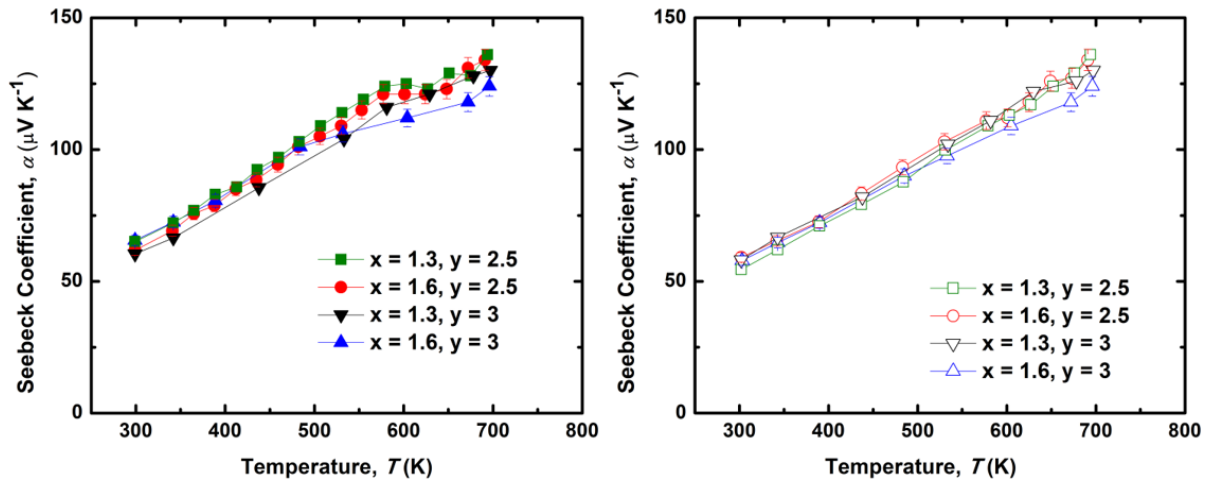 150
100
50
0
Seebeck Coefficient, α (μV K⁻¹)
x = 1.3, y = 2.5
x = 1.6, y = 2.5
x = 1.3, y = 3
x = 1.6, y = 3
300 400 500 600 700 800
Temperature, T (K)
150
100
50
0
Seebeck Coefficient, α (μV K⁻¹)
x = 1.3, y = 2.5
x = 1.6, y = 2.5
x = 1.3, y = 3
x = 1.6, y = 3
300 400 500 600 700 800
Temperature, T (K)